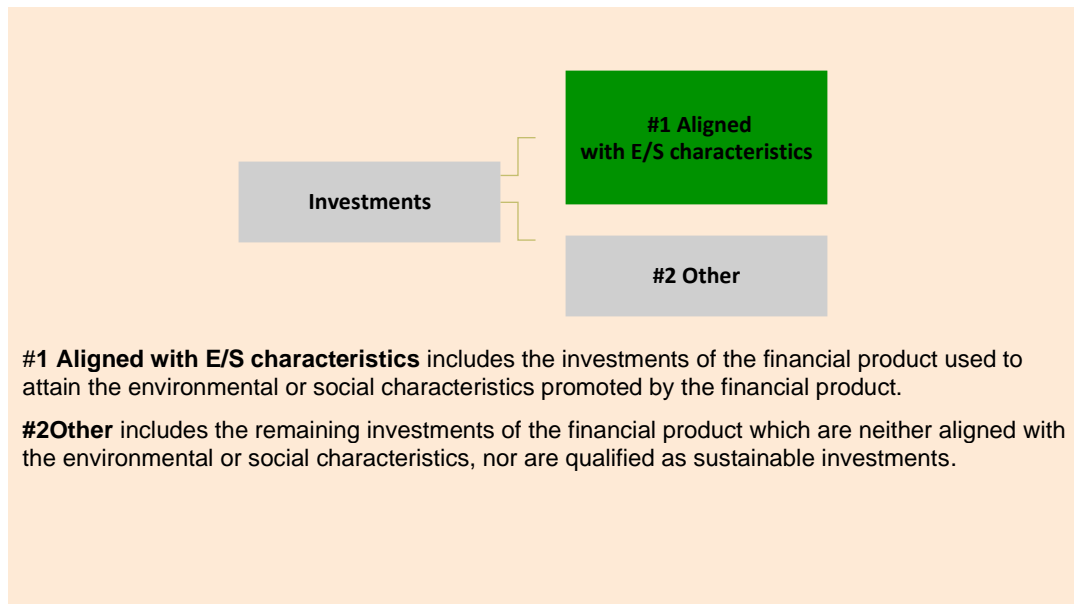 #1 Aligned
with E/S characteristics
Investments
#2 Other
#1 Aligned with E/S characteristics includes the investments of the financial product used to
attain the environmental or social characteristics promoted by the financial product.
#2Other includes the remaining investments of the financial product which are neither aligned with
the environmental or social characteristics, nor are qualified as sustainable investments.